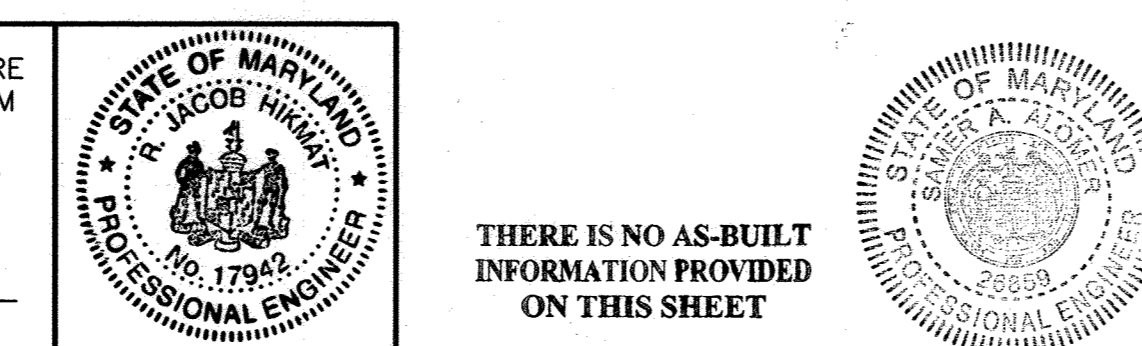 RE
M
STATE OF MARYLAND
R. JACOB HIKMAT
No. 17942
PROFESSIONAL ENGINEER
THERE IS NO AS-BUILT
INFORMATION PROVIDED
ON THIS SHEET
STATE OF MARYLAND
SAMER A. ALOMER
26859
PROFESSIONAL ENGINEER